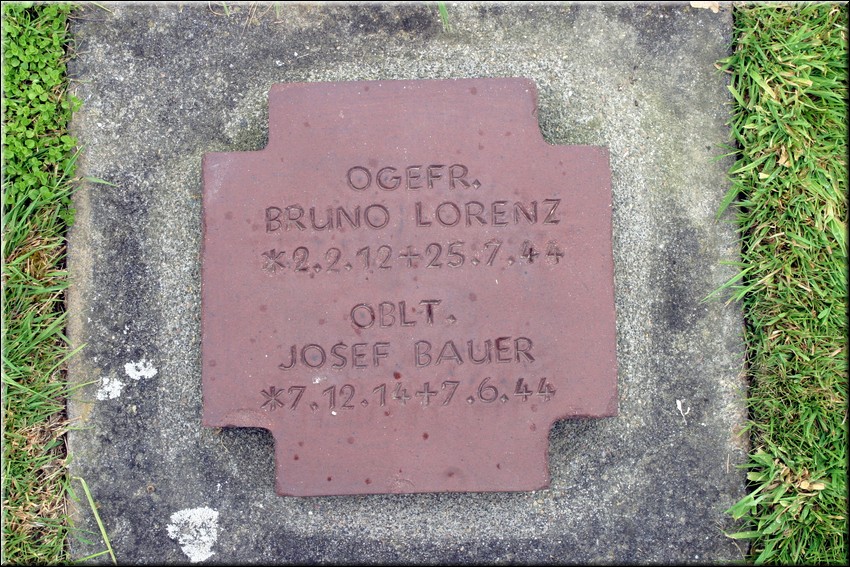 OGEFR.
BRUNO LORENZ
*2.2.12+25.7.44
OBLT.
JOSEF BAUER
*7.12.14+7.6.44